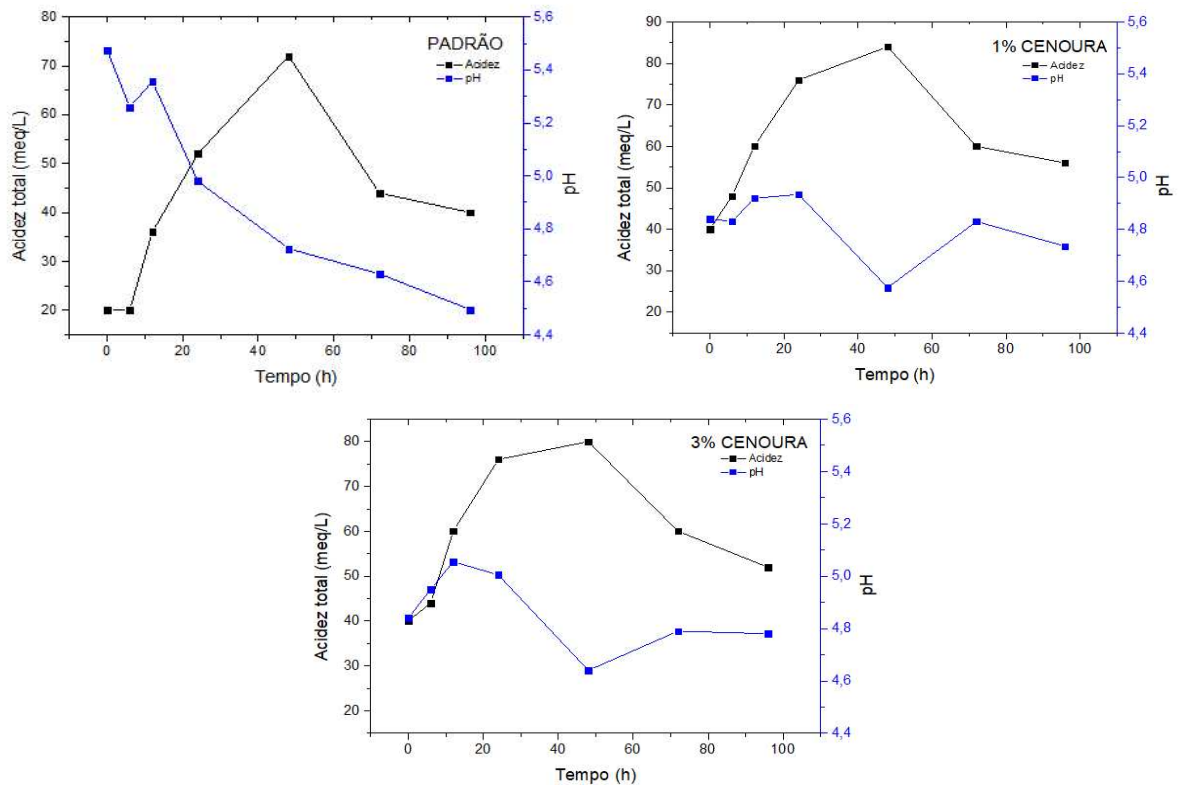 PADRÃO
Acidez
pH
Acidez total (meq/L)
80
70
60
50
40
30
20
5,6
5,4
5,2
5,0
4,8
4,6
4,4
pH
0 20 40 60 80 100
Tempo (h)
1% CENOURA
Acidez
pH
Acidez total (meq/L)
90
80
70
60
50
40
30
20
5,6
5,4
5,2
5,0
4,8
4,6
4,4
pH
0 20 40 60 80 100
Tempo (h)
3% CENOURA
Acidez
pH
Acidez total (meq/L)
80
70
60
50
40
30
20
5,6
5,4
5,2
5,0
4,8
4,6
4,4
pH
0 20 40 60 80 100
Tempo (h)